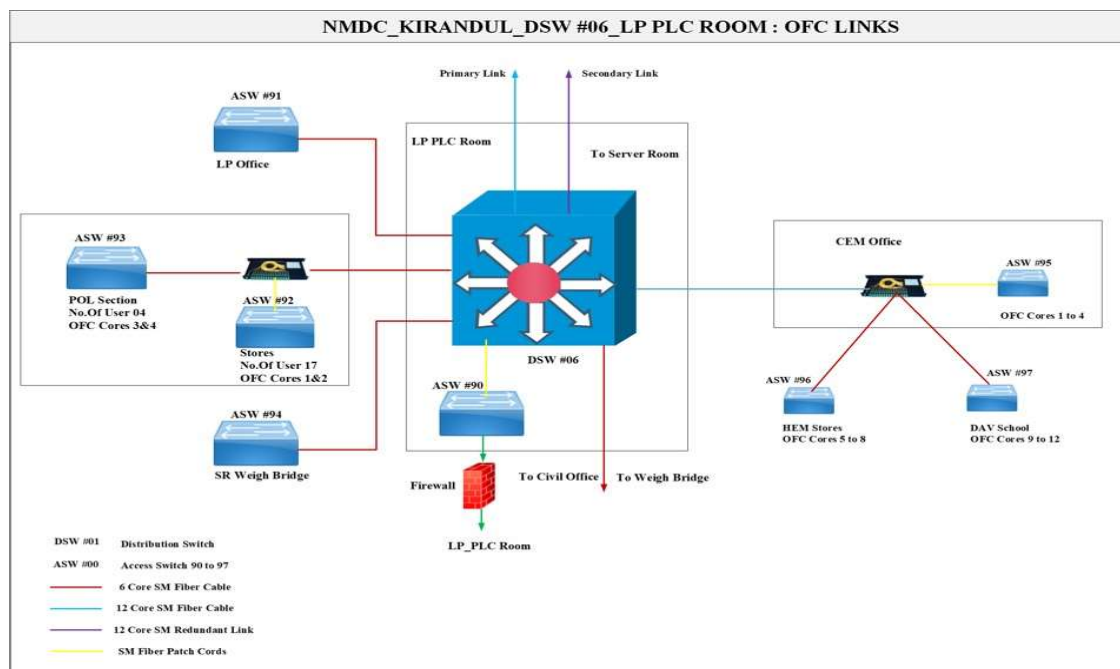 NMDC_KIRANDUL_DSW #06_LP PLC ROOM : OFC LINKS
Primary Link
Secondary Link
ASW #91
LP Office
LP PLC Room
To Server Room
ASW #93
POL Section
No.Of User 04
OFC Cores 3&4
ASW #92
Stores
No.Of User 17
OFC Cores 1&2
CEM Office
ASW #95
OFC Cores 1 to 4
DSW #06
ASW #90
ASW #96
HEM Stores
OFC Cores 5 to 8
ASW #97
DAV School
OFC Cores 9 to 12
ASW #94
SR Weigh Bridge
Firewall
To Civil Office
To Weigh Bridge
LP_PLC Room
DSW #01 Distribution Switch
ASW #00 Access Switch 90 to 97
6 Core SM Fiber Cable
12 Core SM Fiber Cable
12 Core SM Redundant Link
SM Fiber Patch Cords